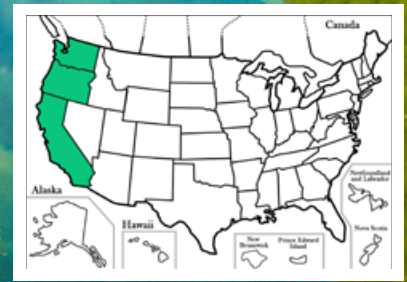 Canada
Newfoundland
and Labrador
Alaska
Hawaii
New
Brunswick
Prince Edward
Island
Nova Scotia